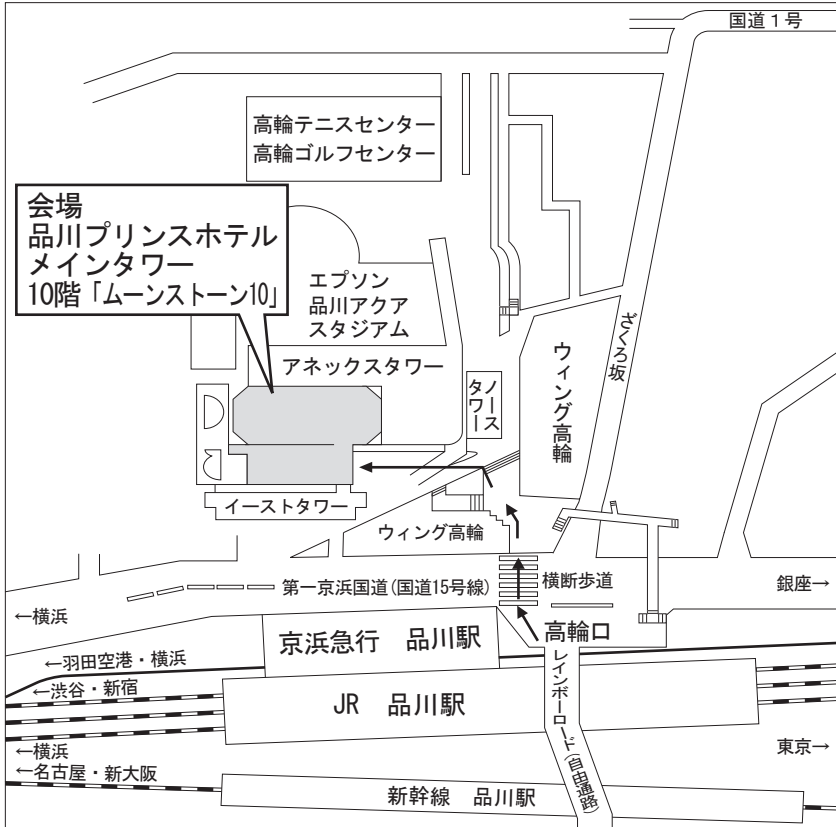 国道1号
高輪テニスセンター
高輪ゴルフセンター
会場
品川プリンスホテル
メインタワー
10階「ムーンストーン10」
エプソン
品川アクア
スタジアム
アネックスタワー
ざくろ坂
ウィング高輪
ノース
タワー
イーストタワー
ウィング高輪
第一京浜国道(国道15号線)
横断歩道
銀座→
←横浜
京浜急行 品川駅
高輪口
←羽田空港・横浜
←渋谷・新宿
JR 品川駅
レインボーロード(自由通路)
←横浜
東京→
←名古屋・新大阪
新幹線 品川駅